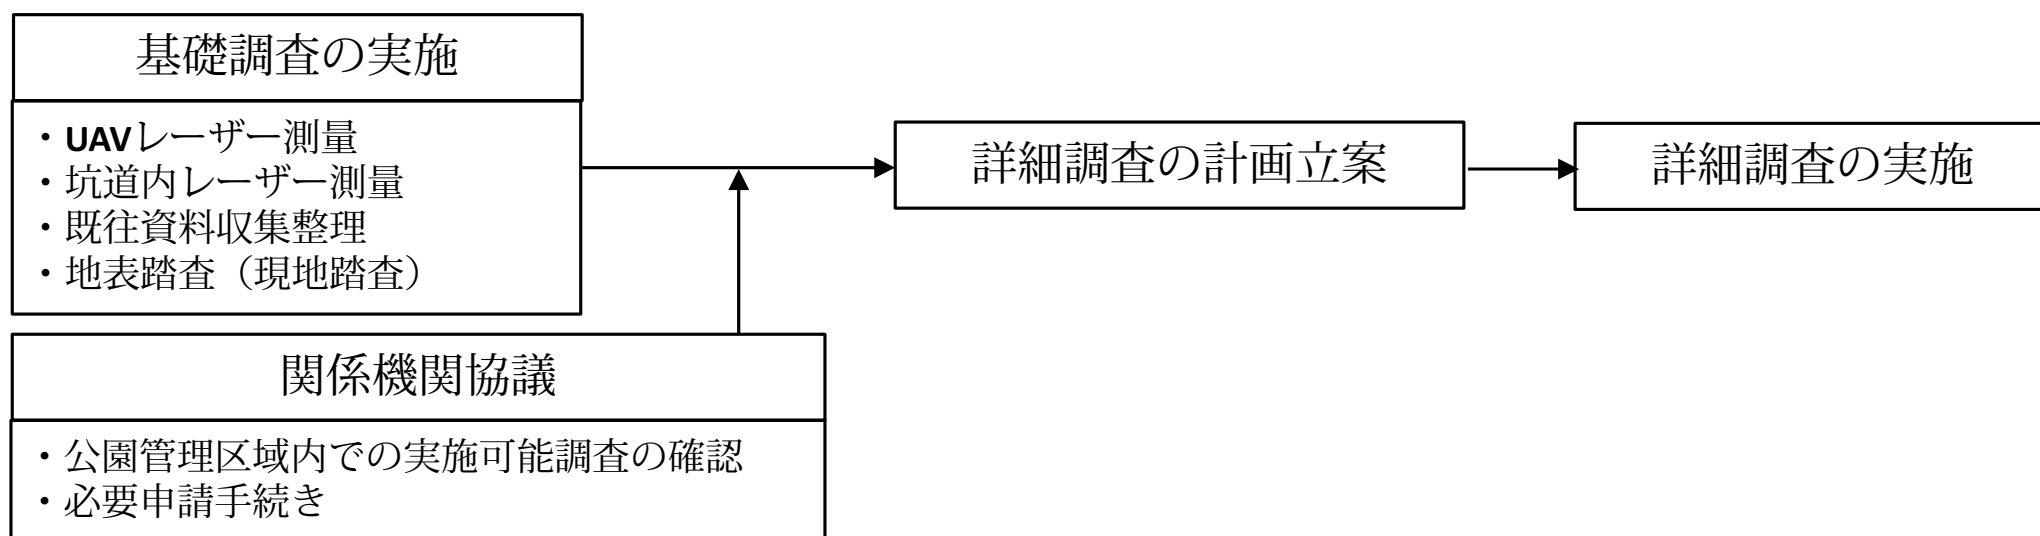 基礎調査の実施
・UAVレーザー測量
・坑道内レーザー測量
・既往資料収集整理
・地表踏査（現地踏査）
関係機関協議
・公園管理区域内での実施可能調査の確認
・必要申請手続き
詳細調査の計画立案
詳細調査の実施